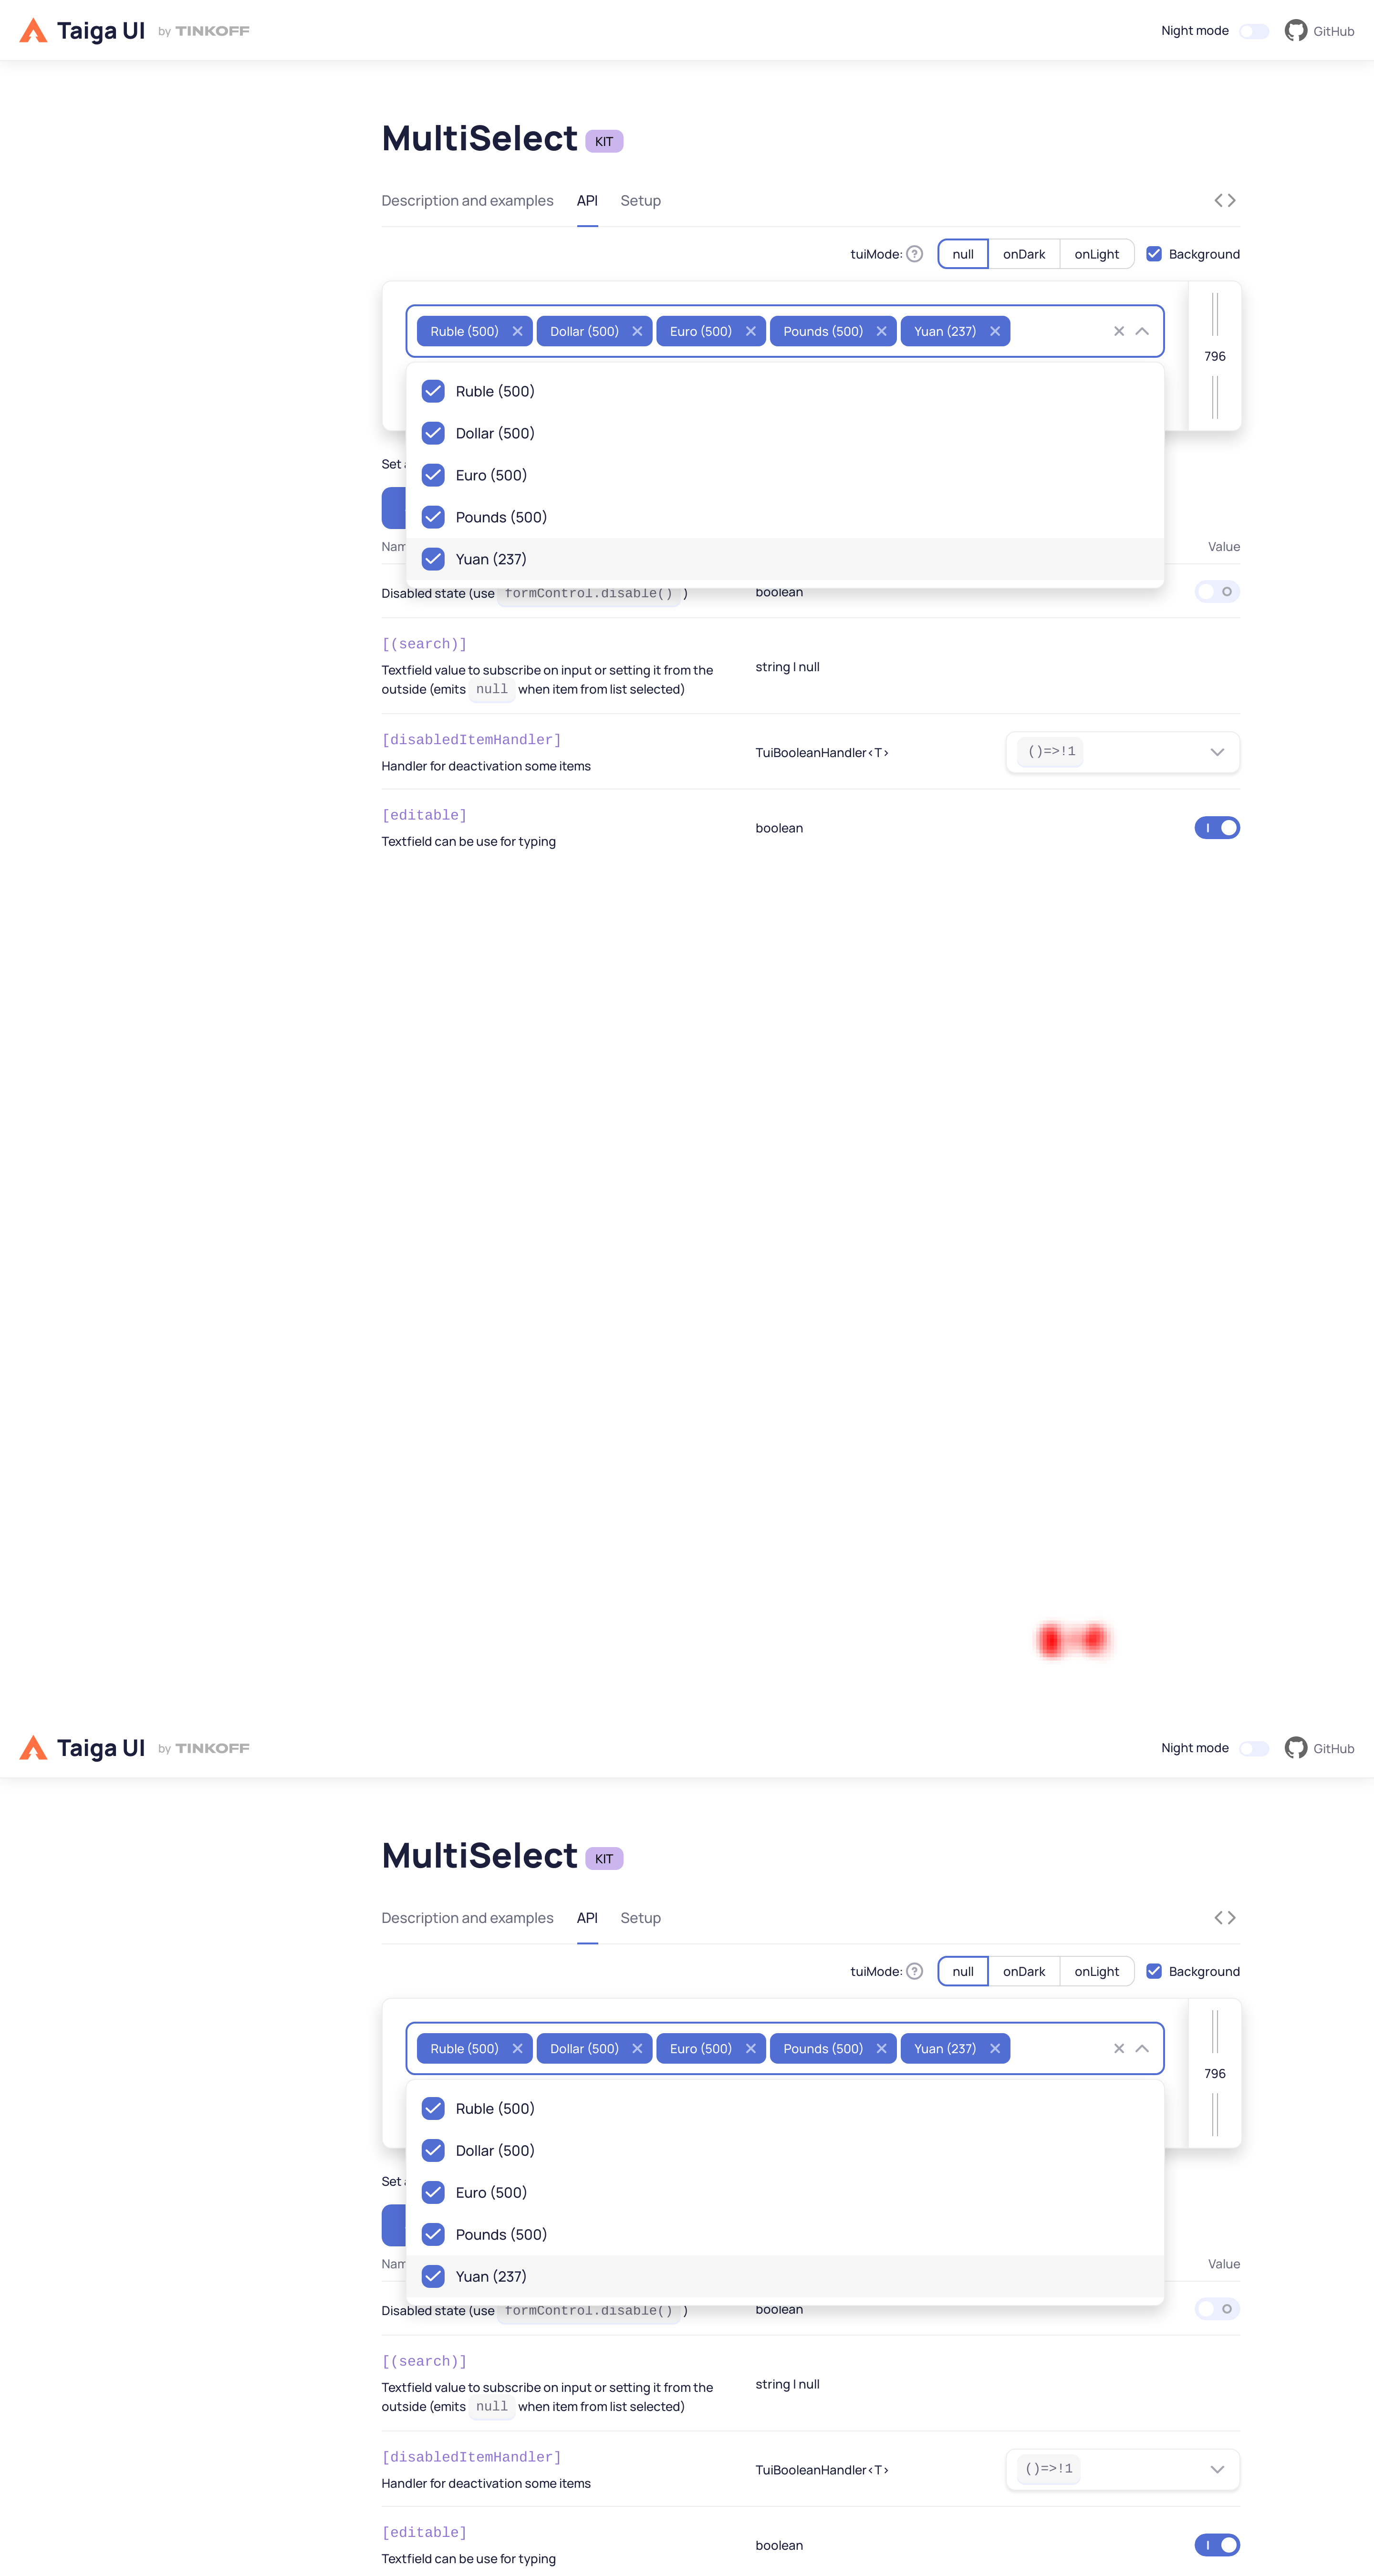 Taiga UI by TINKOFF Night mode GitHub
MultiSelect KIT
Description and examples API Setup
tuiMode: ? null onDark onLight Background
Ruble (500) Dollar (500) Euro (500) Pounds (500) Yuan (237)
796
Ruble (500)
Dollar (500)
Euro (500)
Set
Pounds (500)
Nam Value
Yuan (237)
Disabled state (use formControl.disable() ) boolean
[(search)]
Textfield value to subscribe on input or setting it from the
string | null
outside (emits null when item from list selected)
[disabledItemHandler]
TuiBooleanHandler<T> ()=>!1
Handler for deactivation some items
[editable]
boolean
Textfield can be use for typing
Taiga UI by TINKOFF Night mode GitHub
MultiSelect KIT
Description and examples API Setup
tuiMode: ? null onDark onLight Background
Ruble (500) Dollar (500) Euro (500) Pounds (500) Yuan (237)
796
Ruble (500)
Dollar (500)
Set
Euro (500)
Pounds (500)
Nam Value
Yuan (237)
Disabled state (use formControl.disable() ) boolean
[(search)]
Textfield value to subscribe on input or setting it from the
string | null
outside (emits null when item from list selected)
[disabledItemHandler]
TuiBooleanHandler<T> ()=>!1
Handler for deactivation some items
[editable]
boolean
Textfield can be use for typing